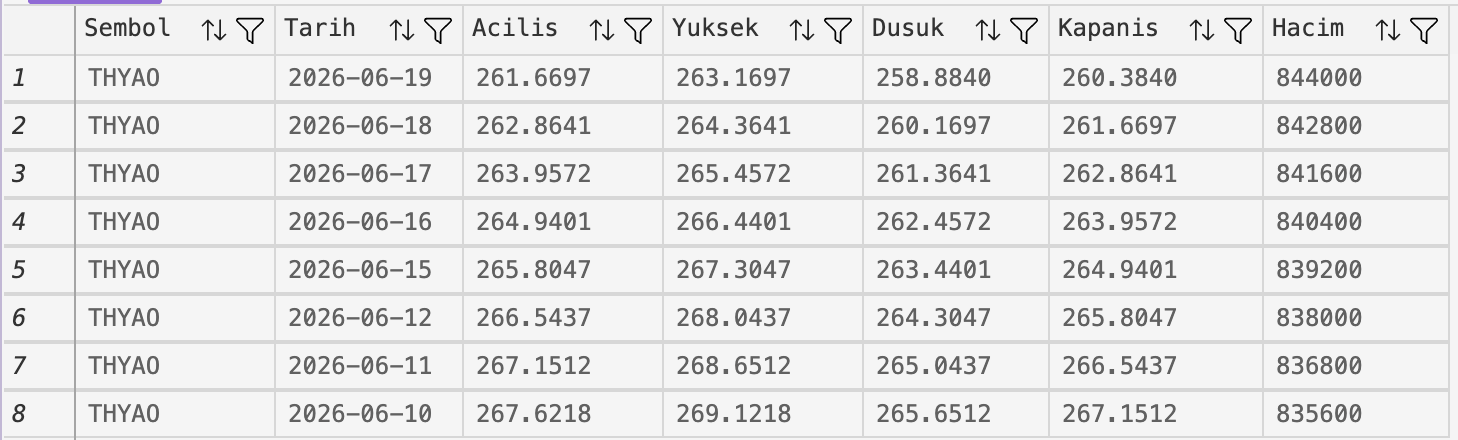 Sembol Tarih Acilis Yuksek Dusuk Kapanis Hacim
1 THYAO 2026-06-19 261.6697 263.1697 258.8840 260.3840 844000
2 THYAO 2026-06-18 262.8641 264.3641 260.1697 261.6697 842800
3 THYAO 2026-06-17 263.9572 265.4572 261.3641 262.8641 841600
4 THYAO 2026-06-16 264.9401 266.4401 262.4572 263.9572 840400
5 THYAO 2026-06-15 265.8047 267.3047 263.4401 264.9401 839200
6 THYAO 2026-06-12 266.5437 268.0437 264.3047 265.8047 838000
7 THYAO 2026-06-11 267.1512 268.6512 265.0437 266.5437 836800
8 THYAO 2026-06-10 267.6218 269.1218 265.6512 267.1512 835600